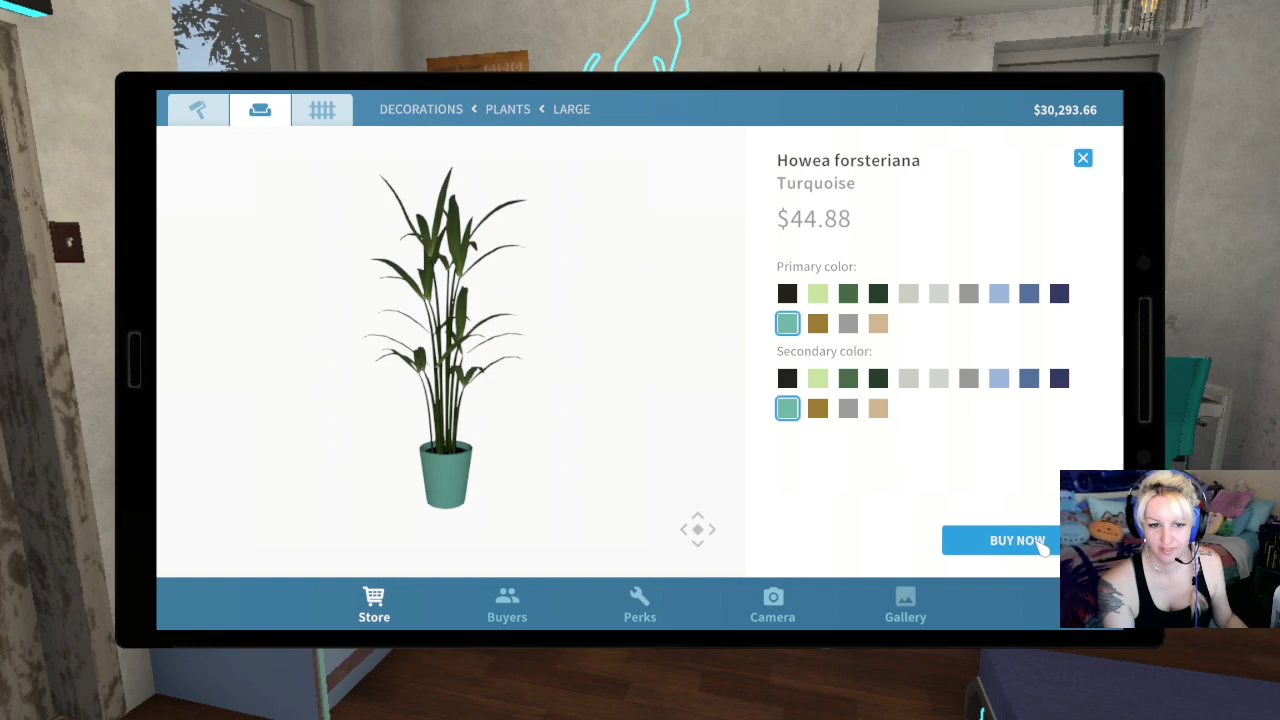 DECORATIONS < PLANTS < LARGE
$30,293.66
Howea forsteriana
Turquoise
$44.88
Primary color:
Secondary color:
BUY NOW
Store
Buyers
Perks
Camera
Gallery